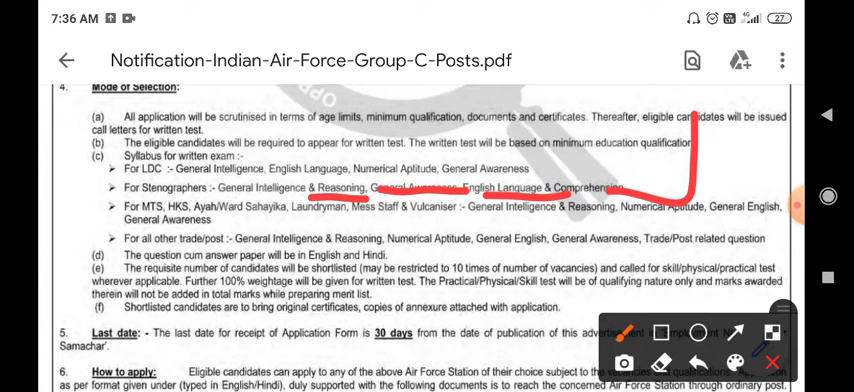 7:36 AM
4G
27
Notification-Indian-Air-Force-Group-C-Posts.pdf
4. Mode of Selection:
(a) All application will be scrutinised in terms of age limits, minimum qualification, documents and certificates. Thereafter, eligible candidates will be issued
call letters for written test.
(b) The eligible candidates will be required to appear for written test. The written test will be based on minimum education qualification
(c) Syllabus for written exam :-
➤ For LDC :- General Intelligence, English Language, Numerical Aptitude, General Awareness
➤ For Stenographers :- General Intelligence & Reasoning, General Awareness, English Language & Comprehension
➤ For MTS, HKS, Ayah/Ward Sahayika, Laundryman, Mess Staff & Vulcaniser :- General Intelligence & Reasoning, Numerical Aptitude, General English,
General Awareness
➤ For all other trade/post :- General Intelligence & Reasoning, Numerical Aptitude, General English, General Awareness, Trade/Post related question
(d) The question cum answer paper will be in English and Hindi.
(e) The requisite number of candidates will be shortlisted (may be restricted to 10 times of number of vacancies) and called for skill/physical/practical test
wherever applicable. Further 100% weightage will be given for written test. The Practical/Physical/Skill test will be of qualifying nature only and marks awarded
therein will not be added in total marks while preparing merit list.
(f) Shortlisted candidates are to bring original certificates, copies of annexure attached with application.
5. Last date: - The last date for receipt of Application Form is 30 days from the date of publication of this
Samachar'.
6. How to apply: Eligible candidates can apply to any of the above Air Force Station of their choice subject to
as per format given under (typed in English/Hindi), duly supported with the following documents is to reach the concerned Air Force Station through ordinary post.